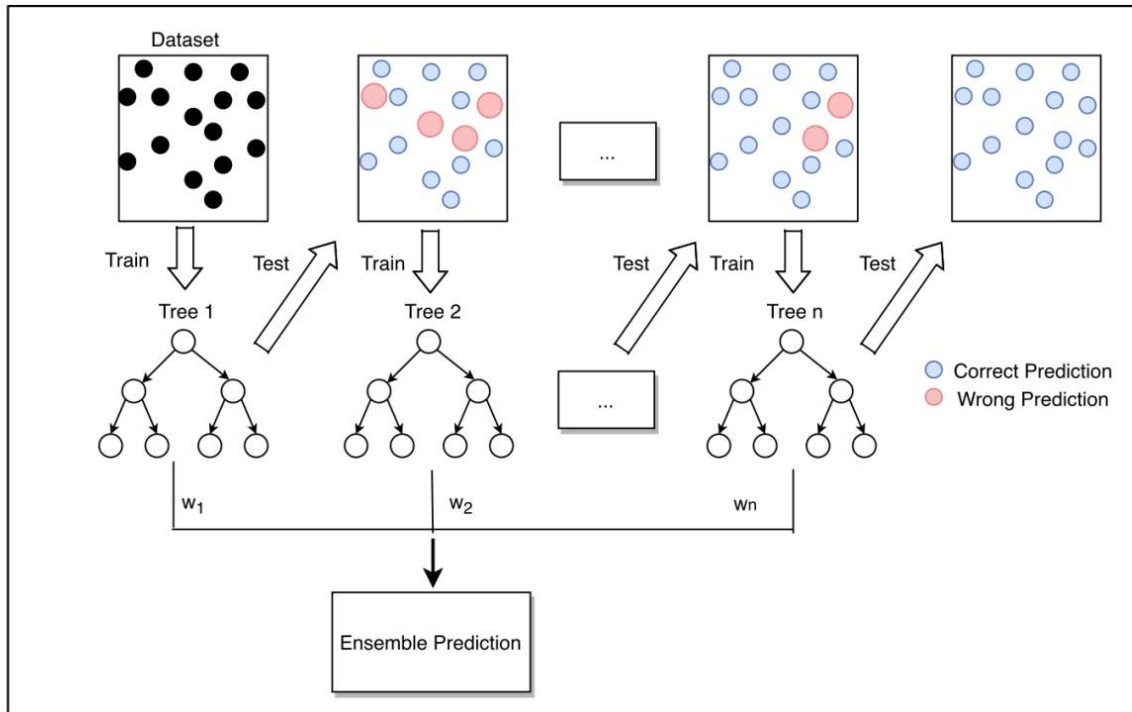 Dataset
...
Train
Test
Train
Test
Train
Test
Tree 1
Tree 2
Tree n
Correct Prediction
...
Wrong Prediction
w1
w2
wn
Ensemble Prediction